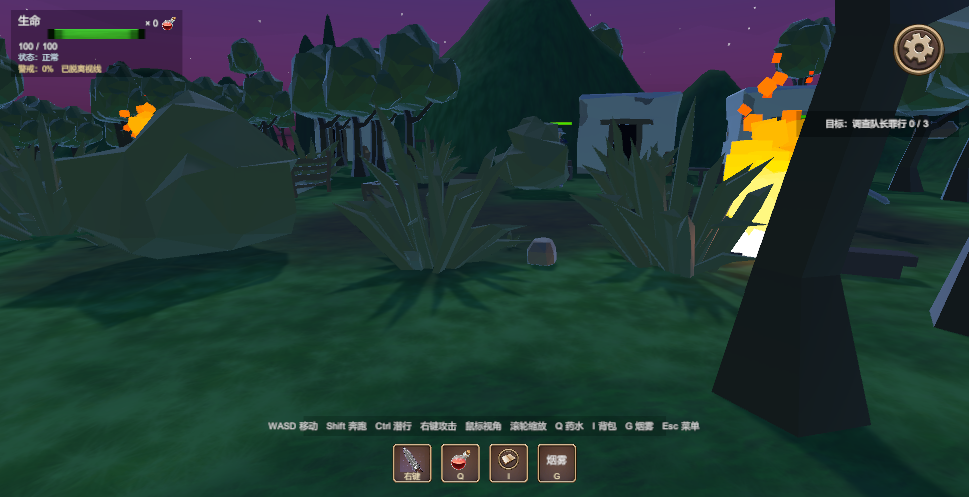 生命
× 0
100 / 100
状态：正常
警戒：0% 已脱离视线
目标：调查队长罪行 0 / 3
WASD 移动 Shift 奔跑 Ctrl 潜行 右键攻击 鼠标视角 滚轮缩放 Q 药水 I 背包 G 烟雾 Esc 菜单
右键
Q
I
烟雾
G